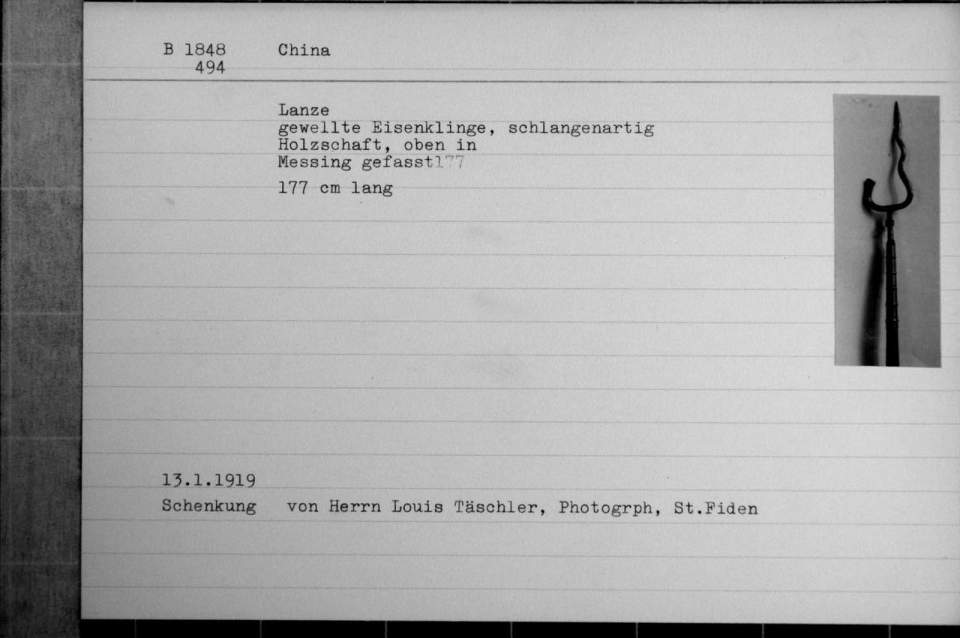 B 1848 China
494
Lanze
gewellte Eisenklinge, schlangenartig
Holzschaft, oben in
Messing gefasst177
177 cm lang
13.1.1919
Schenkung von Herrn Louis Täschler, Photogrph, St.Fiden